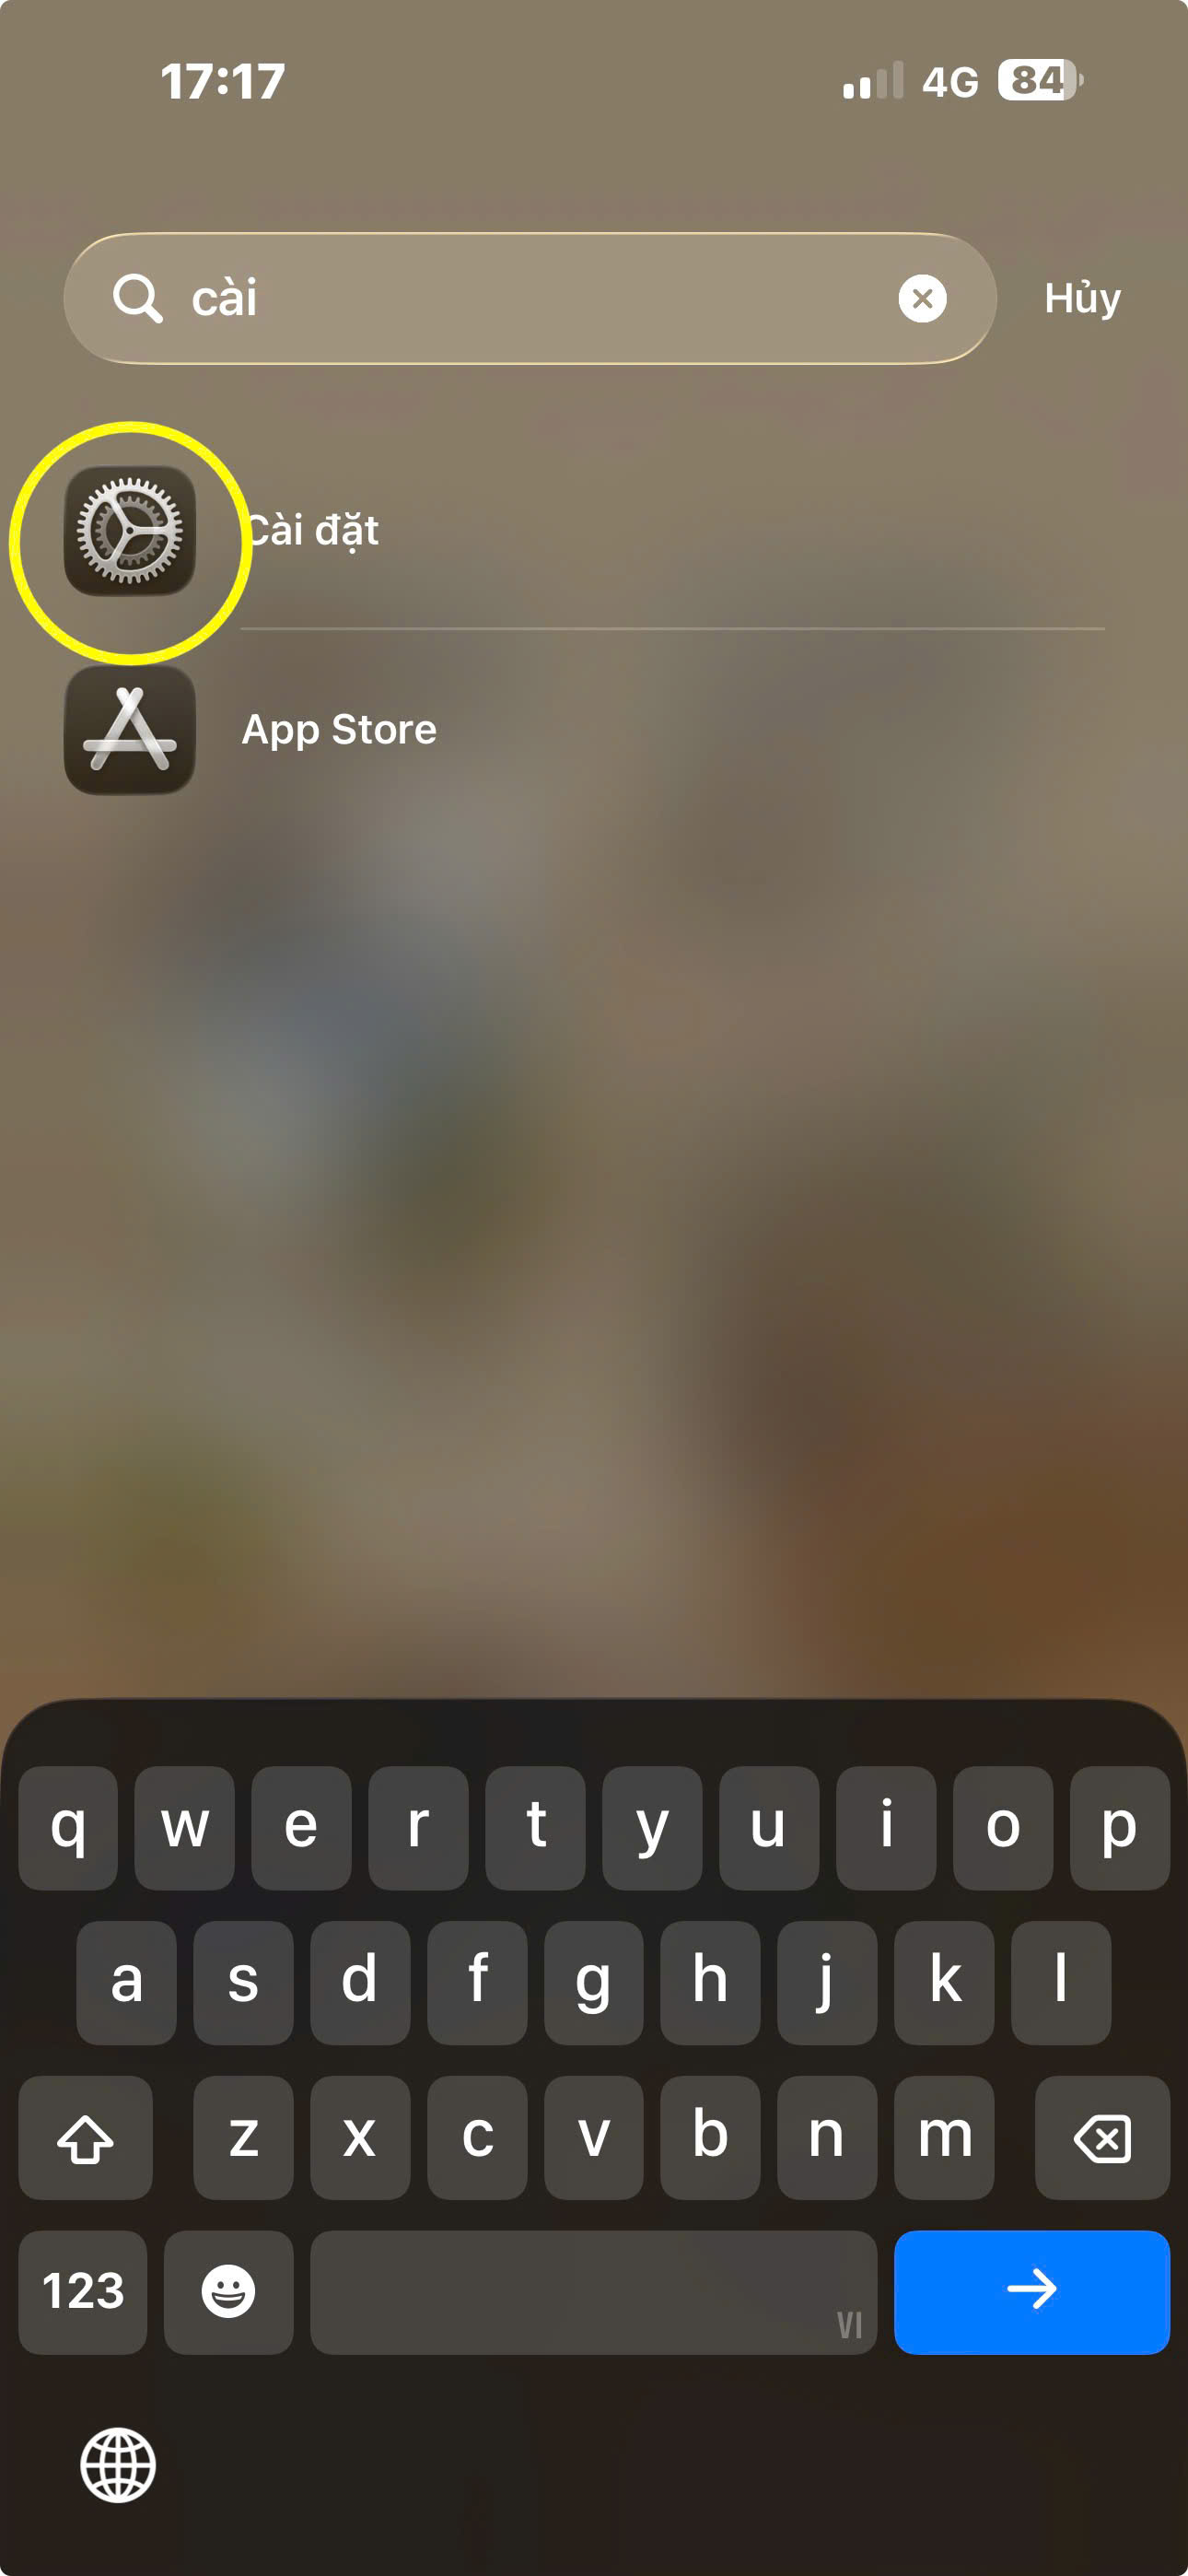 17:17
4G 84
cài
Hủy
Cài đặt
App Store
q w e r t y u i o p
a s d f g h j k l
z x c v b n m
123
VI